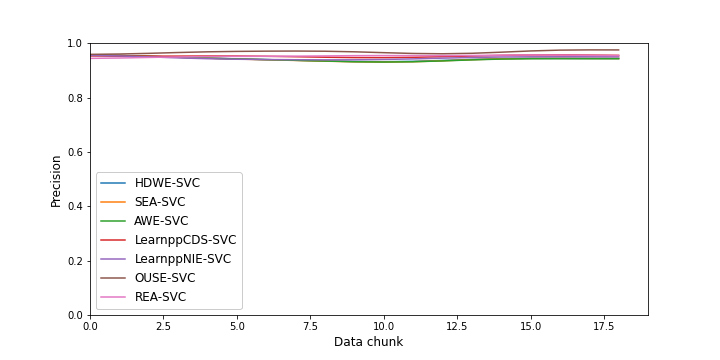 1.0
0.8
0.6
0.4
0.2
0.0
Precision
HDWE-SVC
SEA-SVC
AWE-SVC
LearnppCDS-SVC
LearnppNIE-SVC
OUSE-SVC
REA-SVC
0.0 2.5 5.0 7.5 10.0 12.5 15.0 17.5
Data chunk